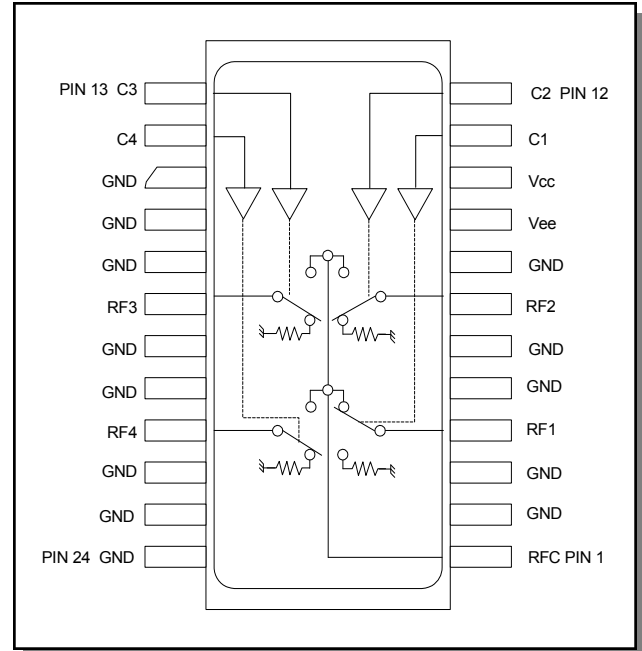 PIN 13 C3
C4
GND
GND
GND
RF3
GND
GND
RF4
GND
GND
PIN 24 GND
C2 PIN 12
C1
Vcc
Vee
GND
RF2
GND
GND
RF1
GND
GND
RFC PIN 1